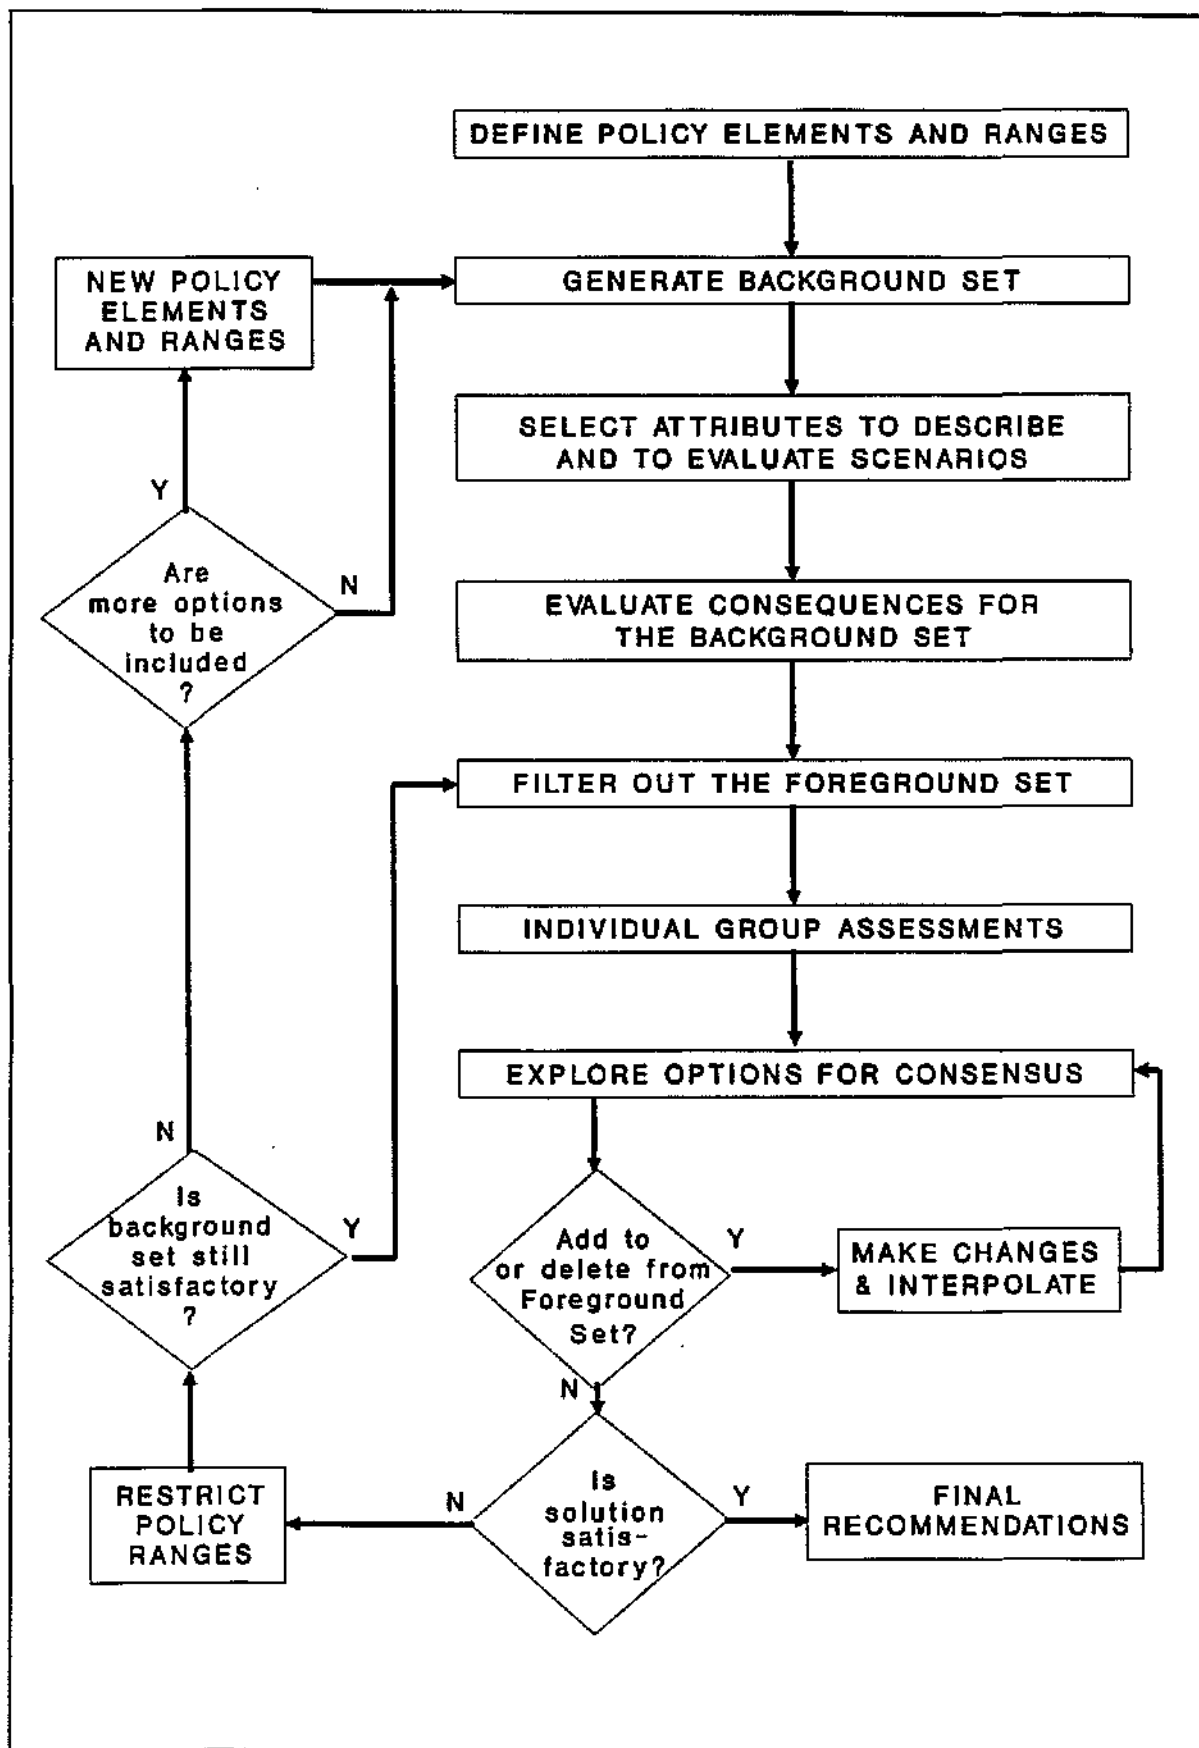 DEFINE POLICY ELEMENTS AND RANGES
NEW POLICY
ELEMENTS
AND RANGES
GENERATE BACKGROUND SET
SELECT ATTRIBUTES TO DESCRIBE
AND TO EVALUATE SCENARIOS
Y
Are
more options
to be
included
?
N
EVALUATE CONSEQUENCES FOR
THE BACKGROUND SET
FILTER OUT THE FOREGROUND SET
INDIVIDUAL GROUP ASSESSMENTS
EXPLORE OPTIONS FOR CONSENSUS
N
Is
background
set still
satisfactory
?
Y
Add to
or delete from
Foreground
Set?
Y
MAKE CHANGES
& INTERPOLATE
N
RESTRICT
POLICY
RANGES
N
Is
solution
satis-
factory?
Y
FINAL
RECOMMENDATIONS